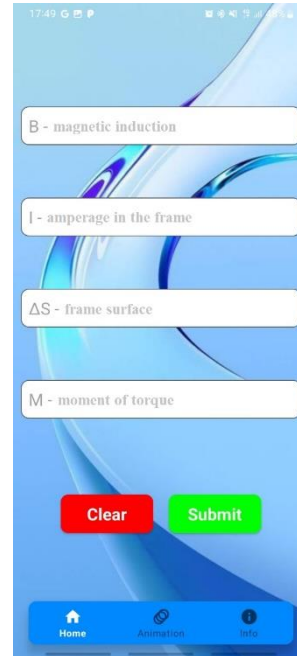 17:49 G P
B - magnetic induction
I - amperage in the frame
ΔS - frame surface
M - moment of torque
Clear Submit
Home Animation Info